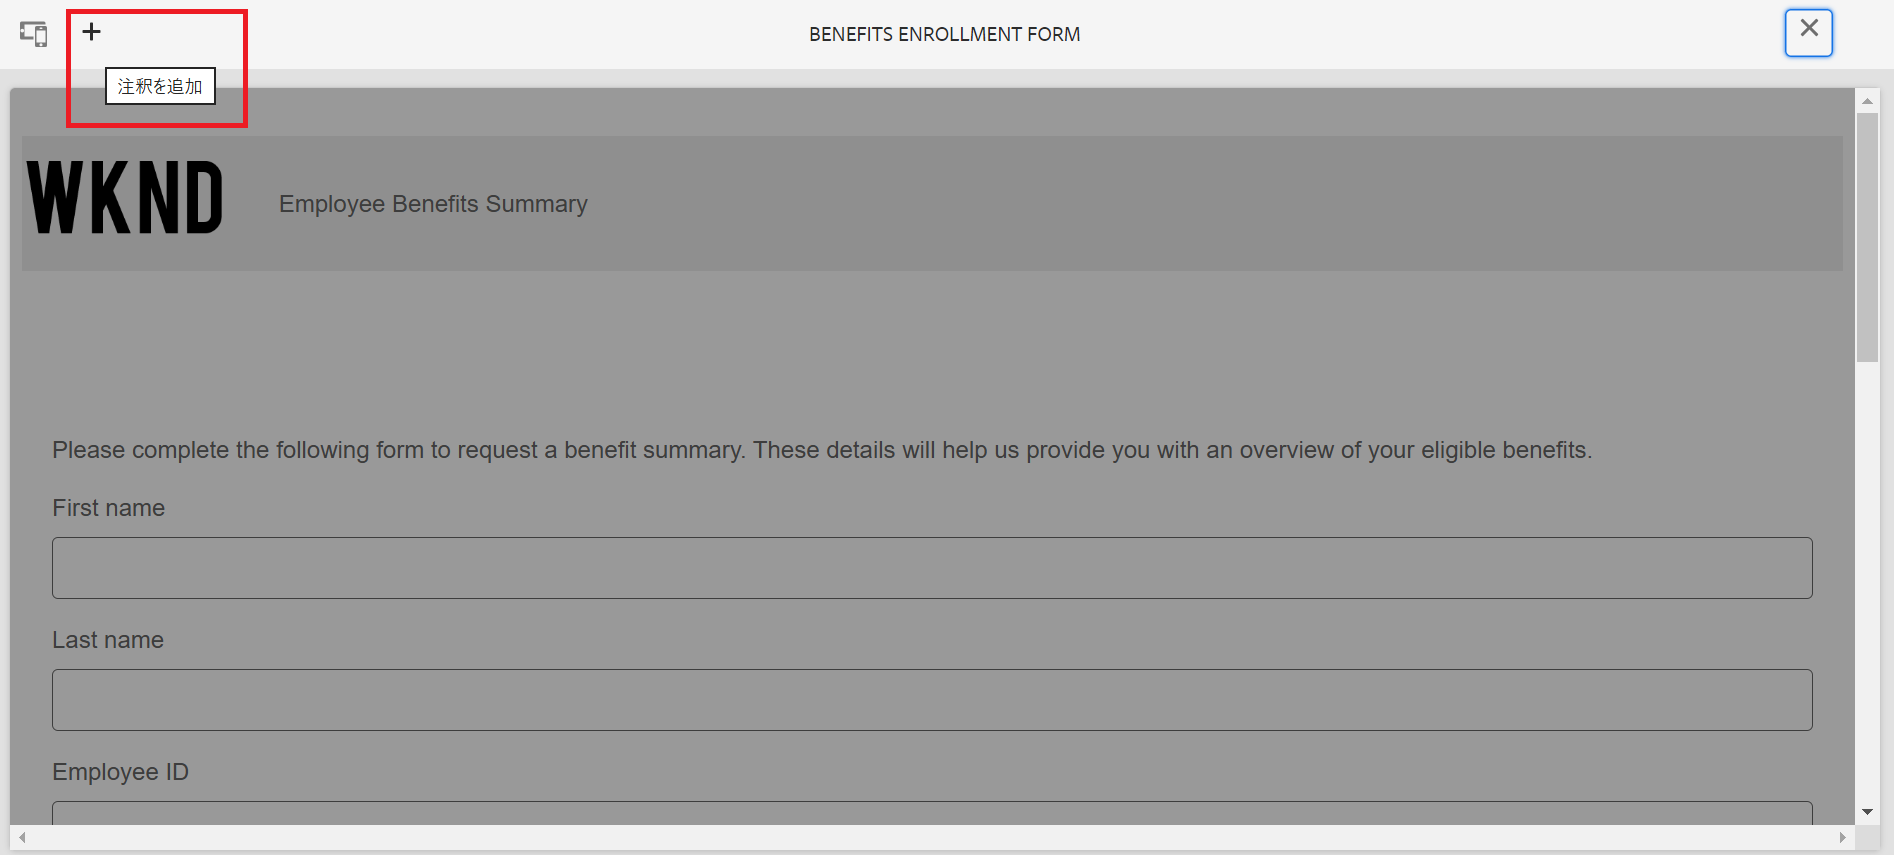 BENEFITS ENROLLMENT FORM
注釈を追加
WKND
Employee Benefits Summary
Please complete the following form to request a benefit summary. These details will help us provide you with an overview of your eligible benefits.
First name
Last name
Employee ID